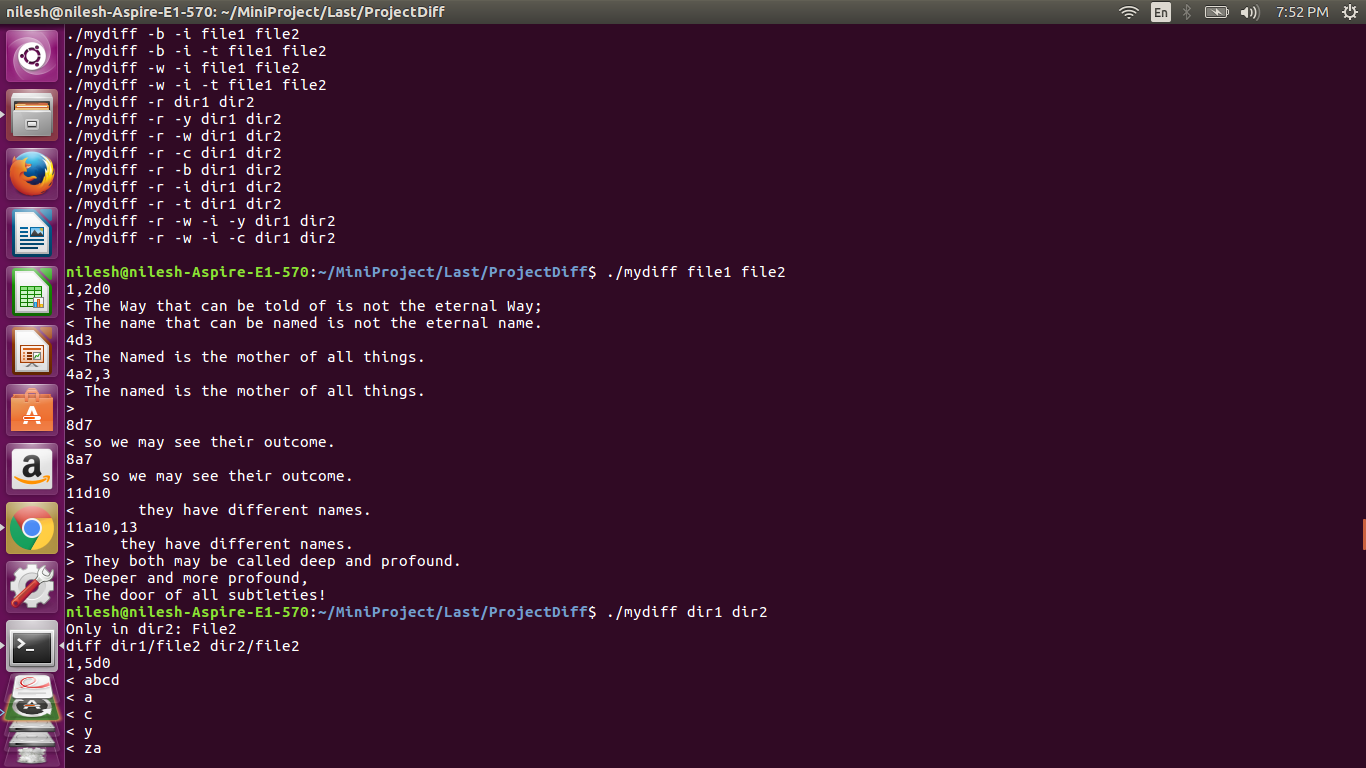 nilesh@nilesh-Aspire-E1-570: ~/MiniProject/Last/ProjectDiff
En
7:52 PM
./mydiff -b -i file1 file2
./mydiff -b -i -t file1 file2
./mydiff -w -i file1 file2
./mydiff -w -i -t file1 file2
./mydiff -r dir1 dir2
./mydiff -r -y dir1 dir2
./mydiff -r -w dir1 dir2
./mydiff -r -c dir1 dir2
./mydiff -r -b dir1 dir2
./mydiff -r -i dir1 dir2
./mydiff -r -t dir1 dir2
./mydiff -r -w -i -y dir1 dir2
./mydiff -r -w -i -c dir1 dir2
nilesh@nilesh-Aspire-E1-570:~/MiniProject/Last/ProjectDiff$ ./mydiff file1 file2
1,2d0
< The Way that can be told of is not the eternal Way;
< The name that can be named is not the eternal name.
4d3
< The Named is the mother of all things.
4a2,3
> The named is the mother of all things.
>
8d7
< so we may see their outcome.
8a7
>   so we may see their outcome.
11d10
<       they have different names.
11a10,13
>     they have different names.
> They both may be called deep and profound.
> Deeper and more profound,
> The door of all subtleties!
nilesh@nilesh-Aspire-E1-570:~/MiniProject/Last/ProjectDiff$ ./mydiff dir1 dir2
Only in dir2: File2
diff dir1/file2 dir2/file2
1,5d0
< abcd
< a
< c
< y
< za